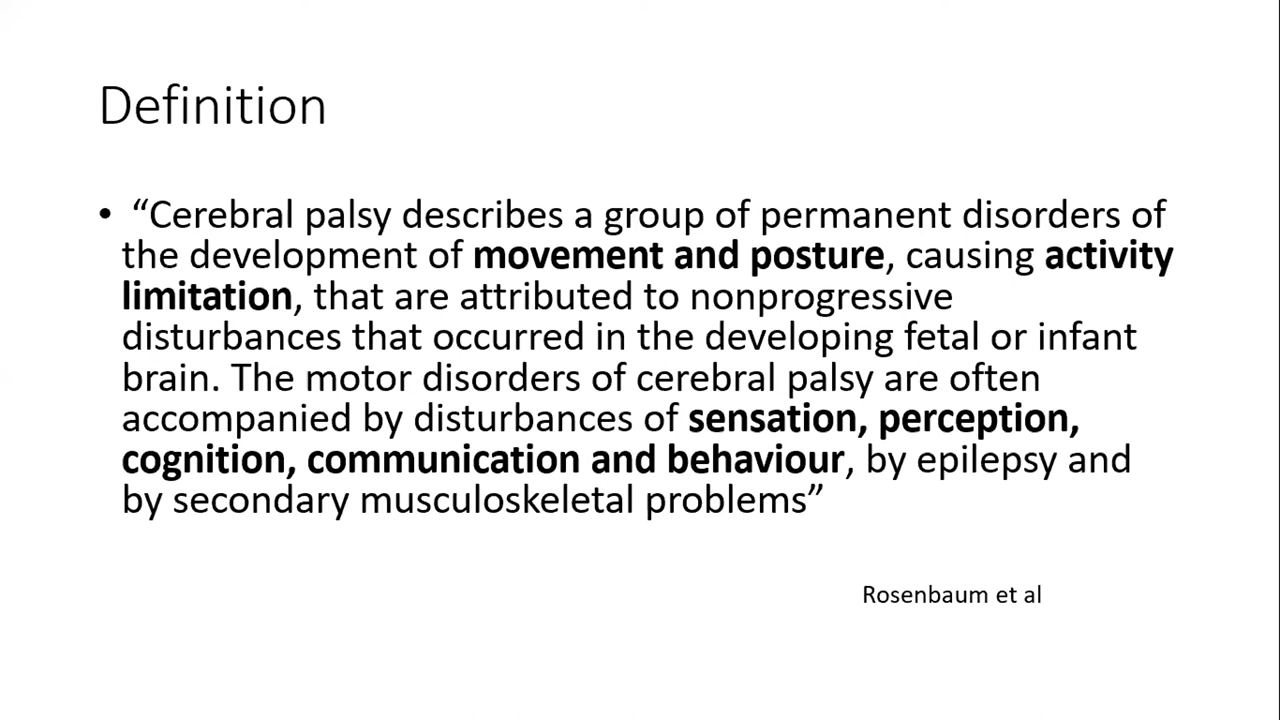 Definition
• “Cerebral palsy describes a group of permanent disorders of
the development of movement and posture, causing activity
limitation, that are attributed to nonprogressive
disturbances that occurred in the developing fetal or infant
brain. The motor disorders of cerebral palsy are often
accompanied by disturbances of sensation, perception,
cognition, communication and behaviour, by epilepsy and
by secondary musculoskeletal problems”
Rosenbaum et al